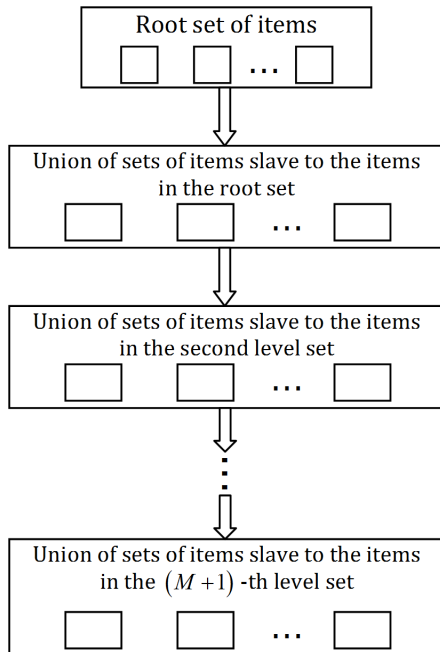 Root set of items
...
Union of sets of items slave to the items
in the root set
...
Union of sets of items slave to the items
in the second level set
...
⋮
Union of sets of items slave to the items
in the (M+1) -th level set
...